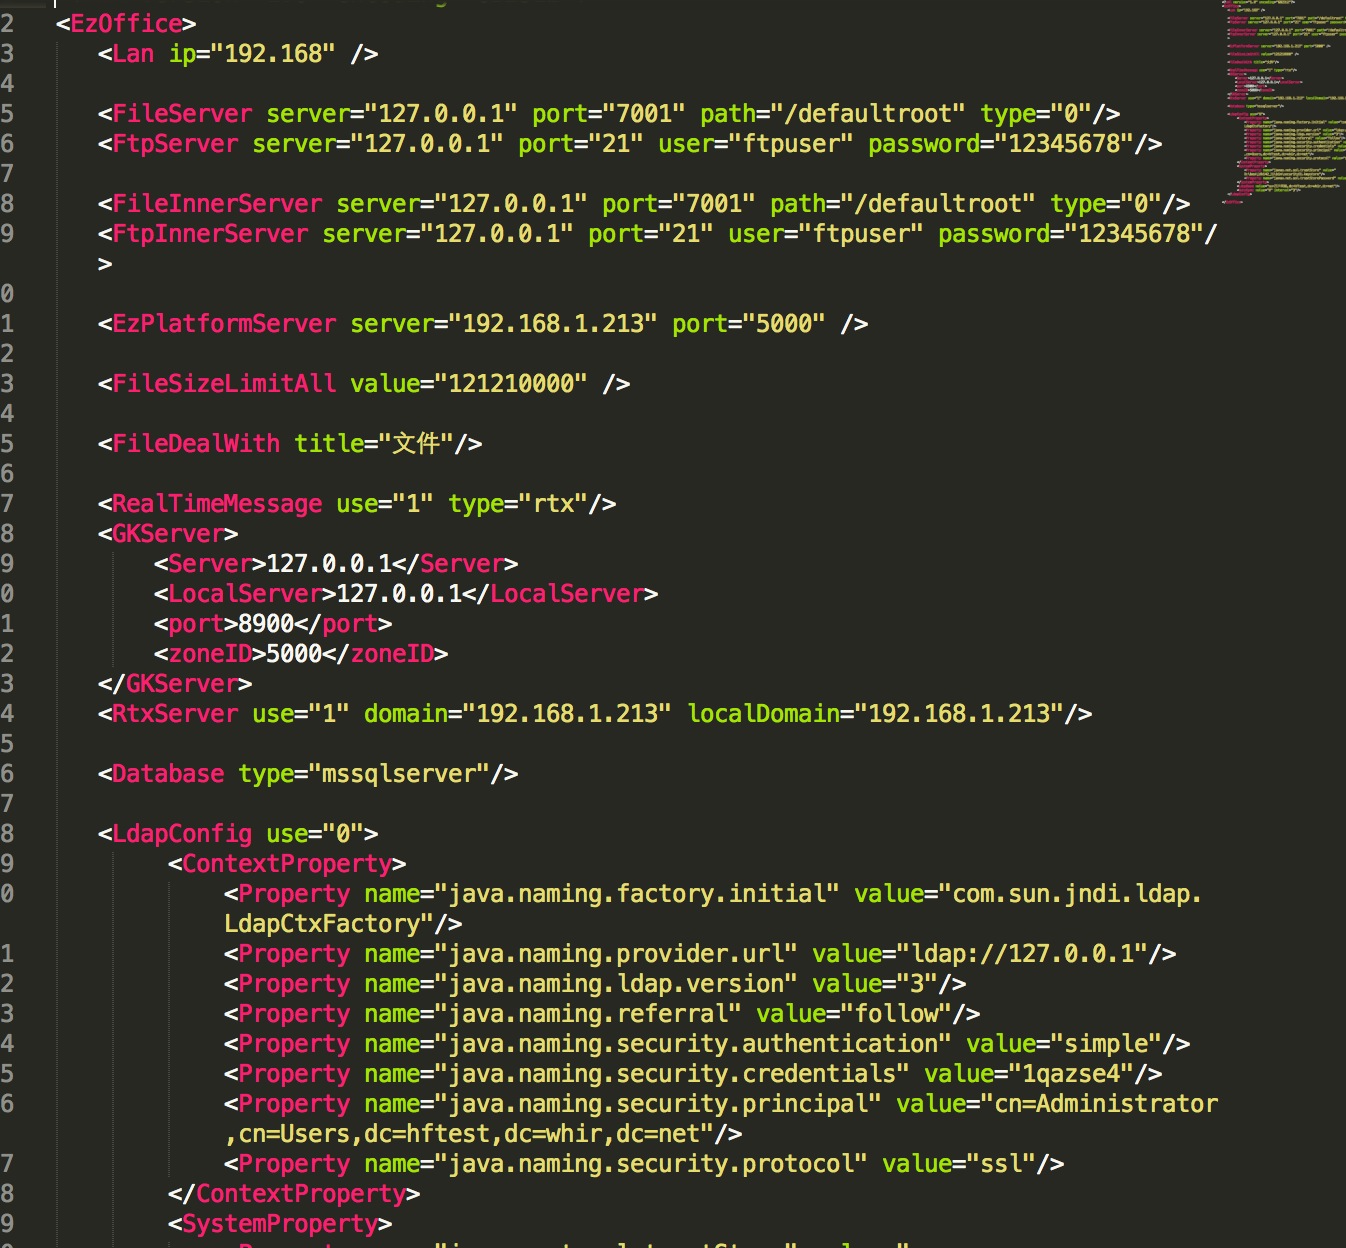 2 <EzOffice>
3 <Lan ip="192.168" />
4
5 <FileServer server="127.0.0.1" port="7001" path="/defaultroot" type="0"/>
6 <FtpServer server="127.0.0.1" port="21" user="ftpuser" password="12345678"/>
7
8 <FileInnerServer server="127.0.0.1" port="7001" path="/defaultroot" type="0"/>
9 <FtpInnerServer server="127.0.0.1" port="21" user="ftpuser" password="12345678"/
>
0
1 <EzPlatformServer server="192.168.1.213" port="5000" />
2
3 <FileSizeLimitAll value="121210000" />
4
5 <FileDealWith title="文件"/>
6
7 <RealTimeMessage use="1" type="rtx"/>
8 <GKServer>
9 <Server>127.0.0.1</Server>
0 <LocalServer>127.0.0.1</LocalServer>
1 <port>8900</port>
2 <zoneID>5000</zoneID>
3 </GKServer>
4 <RtxServer use="1" domain="192.168.1.213" localDomain="192.168.1.213"/>
5
6 <Database type="mssqlserver"/>
7
8 <LdapConfig use="0">
9 <ContextProperty>
0 <Property name="java.naming.factory.initial" value="com.sun.jndi.ldap.
LdapCtxFactory"/>
1 <Property name="java.naming.provider.url" value="ldap://127.0.0.1"/>
2 <Property name="java.naming.ldap.version" value="3"/>
3 <Property name="java.naming.referral" value="follow"/>
4 <Property name="java.naming.security.authentication" value="simple"/>
5 <Property name="java.naming.security.credentials" value="1qazse4"/>
6 <Property name="java.naming.security.principal" value="cn=Administrator
,cn=Users,dc=hftest,dc=whir,dc=net"/>
7 <Property name="java.naming.security.protocol" value="ssl"/>
8 </ContextProperty>
9 <SystemProperty>